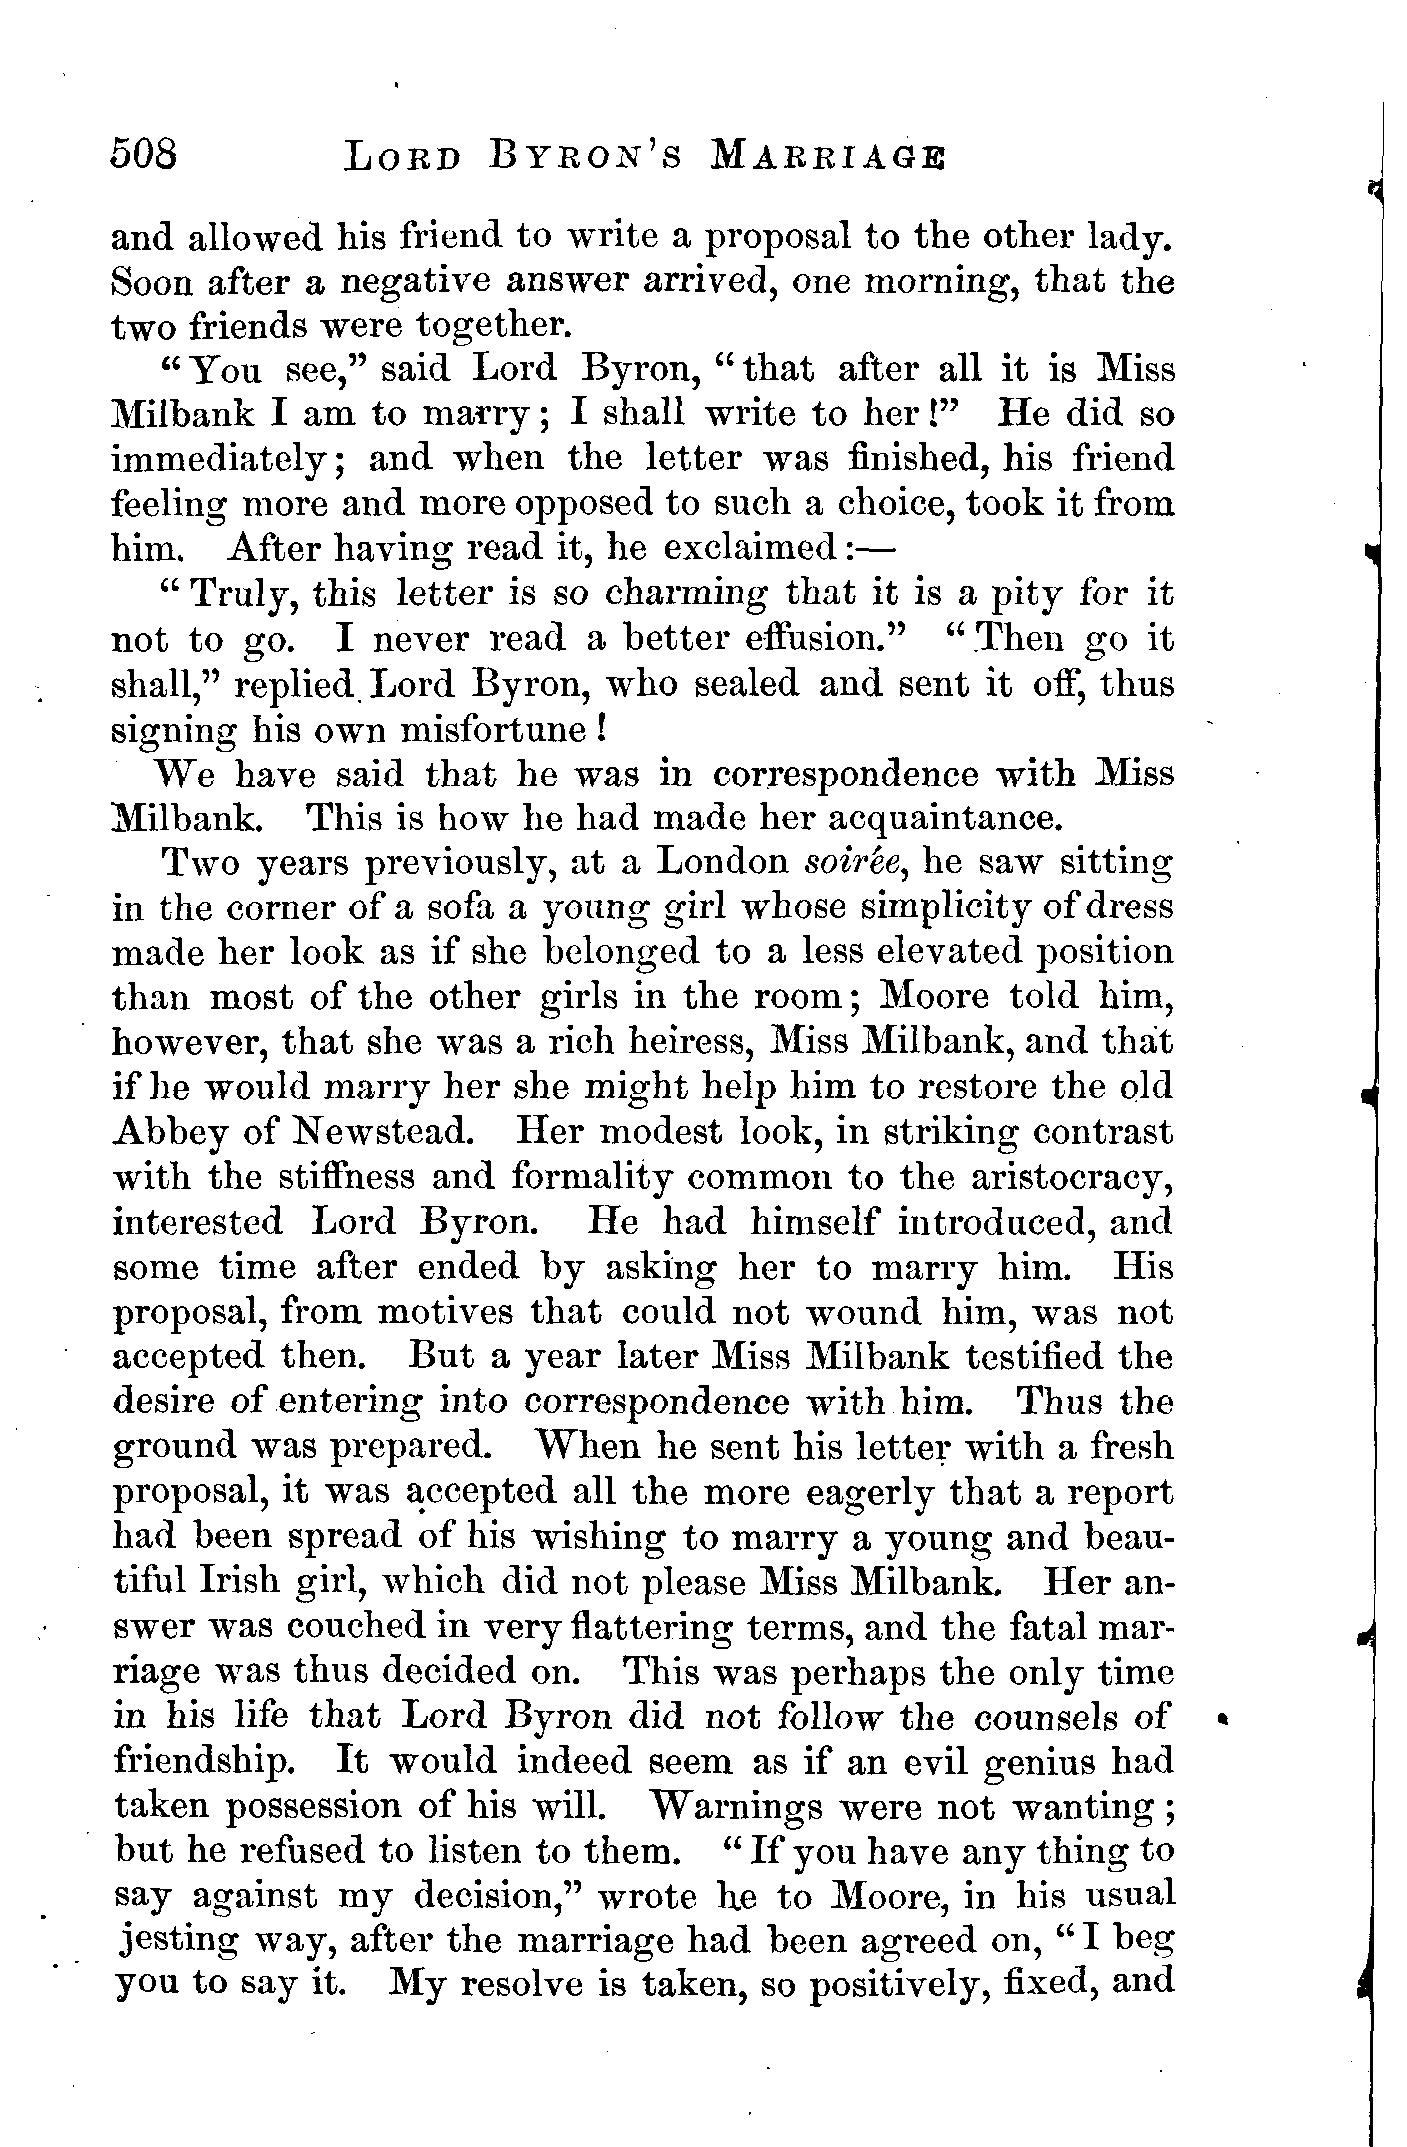 508 LORD BYRON'S MARRIAGE
and allowed his friend to write a proposal to the other lady.
Soon after a negative answer arrived, one morning, that the
two friends were together.
“You see,” said Lord Byron, “that after all it is Miss
Milbank I am to marry; I shall write to her!” He did so
immediately; and when the letter was finished, his friend
feeling more and more opposed to such a choice, took it from
him. After having read it, he exclaimed:—
“Truly, this letter is so charming that it is a pity for it
not to go. I never read a better effusion.” “Then go it
shall,” replied Lord Byron, who sealed and sent it off, thus
signing his own misfortune!
We have said that he was in correspondence with Miss
Milbank. This is how he had made her acquaintance.
Two years previously, at a London soirée, he saw sitting
in the corner of a sofa a young girl whose simplicity of dress
made her look as if she belonged to a less elevated position
than most of the other girls in the room; Moore told him,
however, that she was a rich heiress, Miss Milbank, and that
if he would marry her she might help him to restore the old
Abbey of Newstead. Her modest look, in striking contrast
with the stiffness and formality common to the aristocracy,
interested Lord Byron. He had himself introduced, and
some time after ended by asking her to marry him. His
proposal, from motives that could not wound him, was not
accepted then. But a year later Miss Milbank testified the
desire of entering into correspondence with him. Thus the
ground was prepared. When he sent his letter with a fresh
proposal, it was accepted all the more eagerly that a report
had been spread of his wishing to marry a young and beau-
tiful Irish girl, which did not please Miss Milbank. Her an-
swer was couched in very flattering terms, and the fatal mar-
riage was thus decided on. This was perhaps the only time
in his life that Lord Byron did not follow the counsels of
friendship. It would indeed seem as if an evil genius had
taken possession of his will. Warnings were not wanting;
but he refused to listen to them. “If you have any thing to
say against my decision,” wrote he to Moore, in his usual
jesting way, after the marriage had been agreed on, “I beg
you to say it. My resolve is taken, so positively, fixed, and